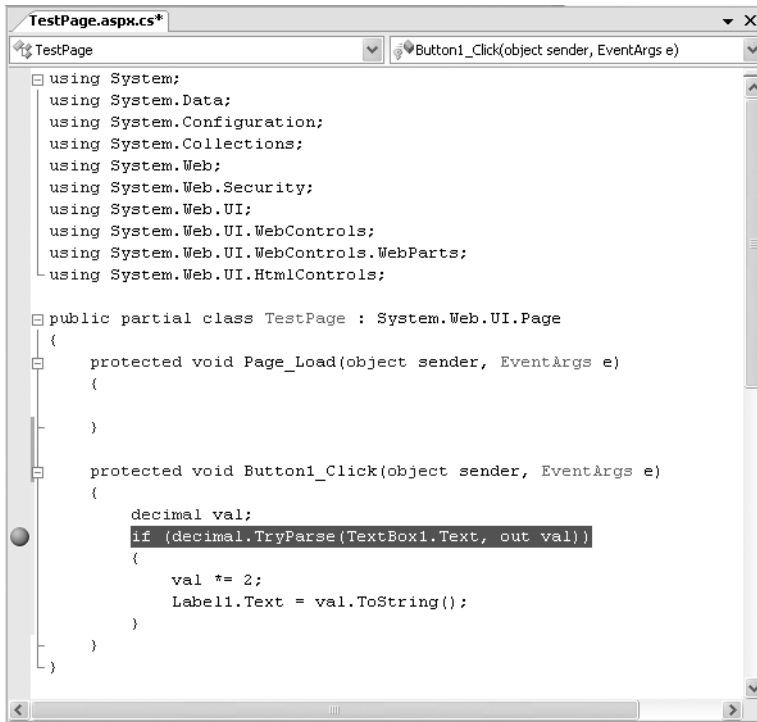 TestPage.aspx.cs*
TestPage
Button1_Click(object sender, EventArgs e)
using System;
using System.Data;
using System.Configuration;
using System.Collections;
using System.Web;
using System.Web.Security;
using System.Web.UI;
using System.Web.UI.WebControls;
using System.Web.UI.WebControls.WebParts;
using System.Web.UI.HtmlControls;
public partial class TestPage : System.Web.UI.Page
{
    protected void Page_Load(object sender, EventArgs e)
    {
    }
    protected void Button1_Click(object sender, EventArgs e)
    {
        decimal val;
        if (decimal.TryParse(TextBox1.Text, out val))
        {
            val *= 2;
            Label1.Text = val.ToString();
        }
    }
}